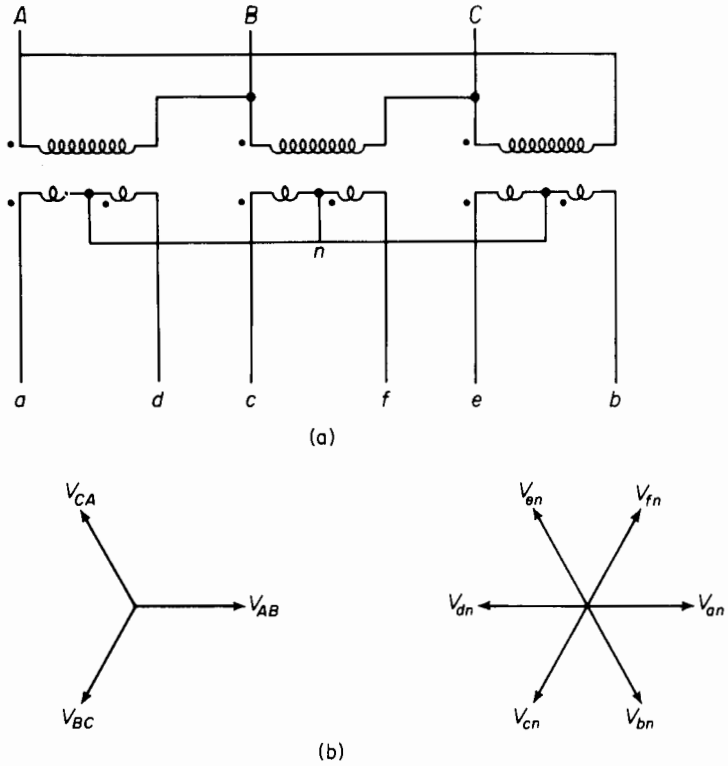 A B C
n
a d c f e b
(a)
V_CA
V_AB
V_BC
V_en V_fn
V_dn V_an
V_cn V_bn
(b)